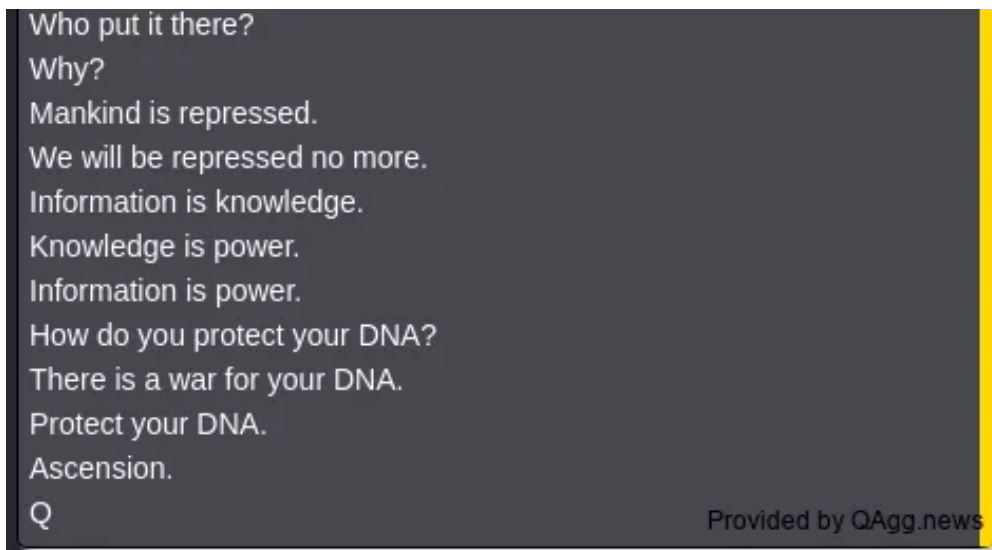 Who put it there?
Why?
Mankind is repressed.
We will be repressed no more.
Information is knowledge.
Knowledge is power.
Information is power.
How do you protect your DNA?
There is a war for your DNA.
Protect your DNA.
Ascension.
Q
Provided by QAgg.news